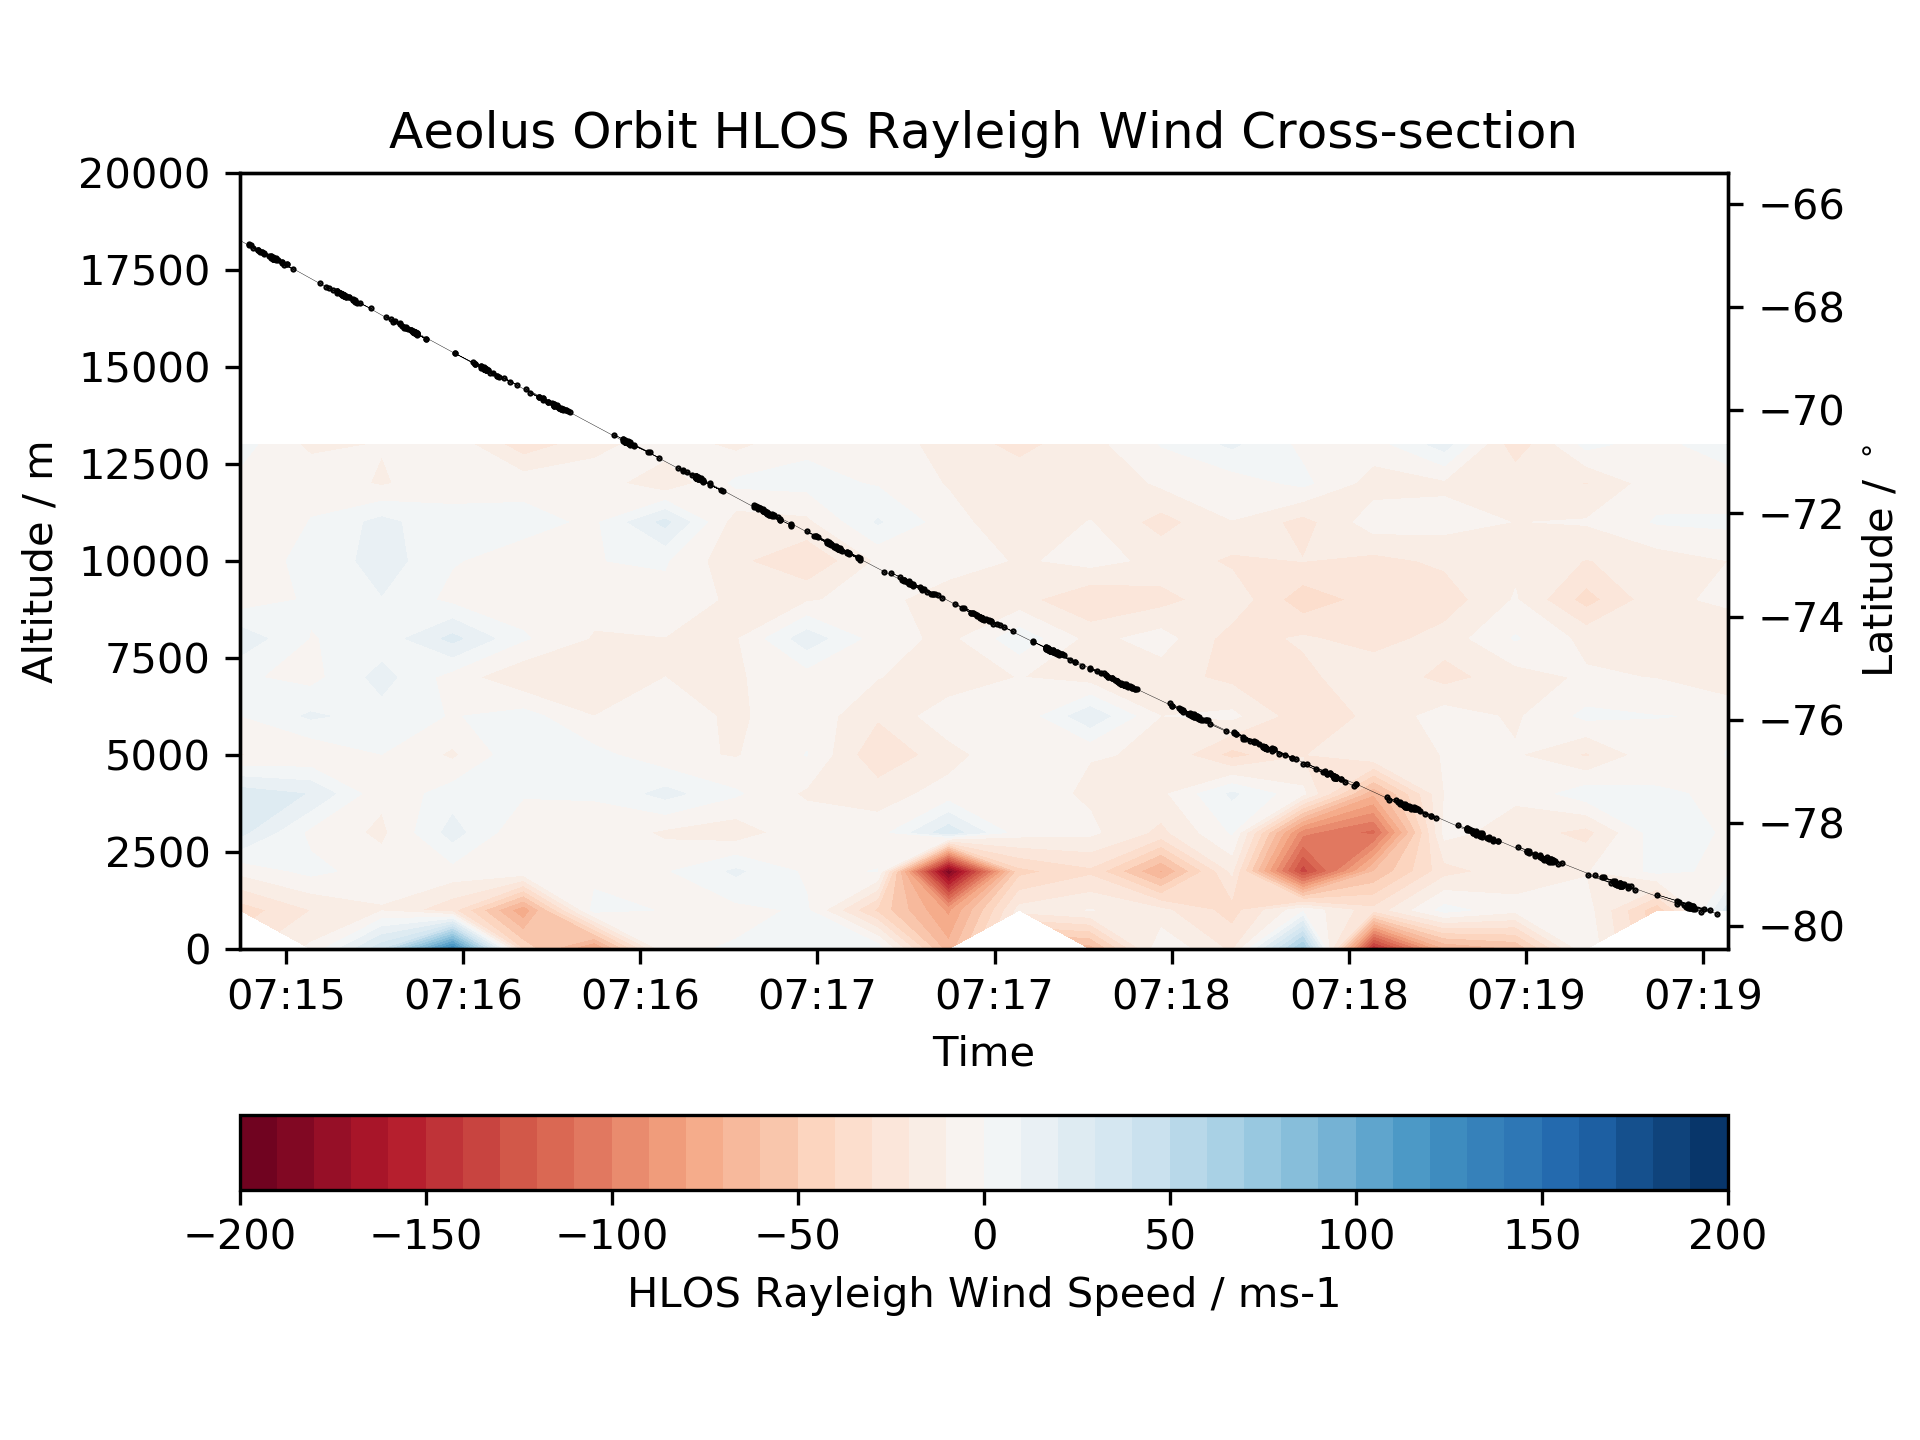 Aeolus Orbit HLOS Rayleigh Wind Cross-section
20000
17500
15000
12500
10000
7500
5000
2500
0
Altitude / m
−66
−68
−70
−72
−74
−76
−78
−80
Latitude / °
07:15 07:16 07:16 07:17 07:17 07:18 07:18 07:19 07:19
Time
−200 −150 −100 −50 0 50 100 150 200
HLOS Rayleigh Wind Speed / ms-1